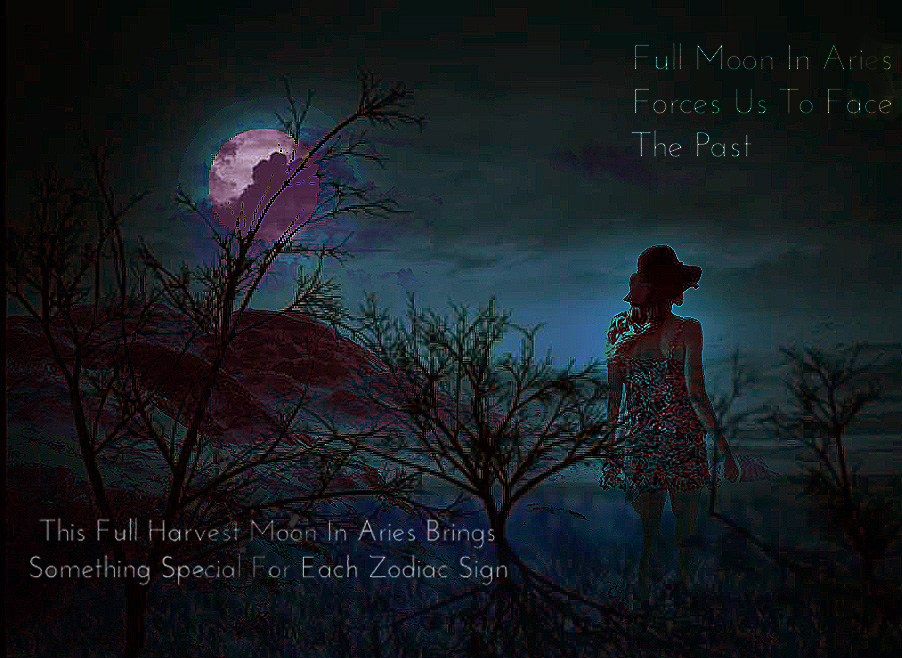 Full Moon In Aries
Forces Us To Face
The Past
This Full Harvest Moon In Aries Brings
Something Special For Each Zodiac Sign